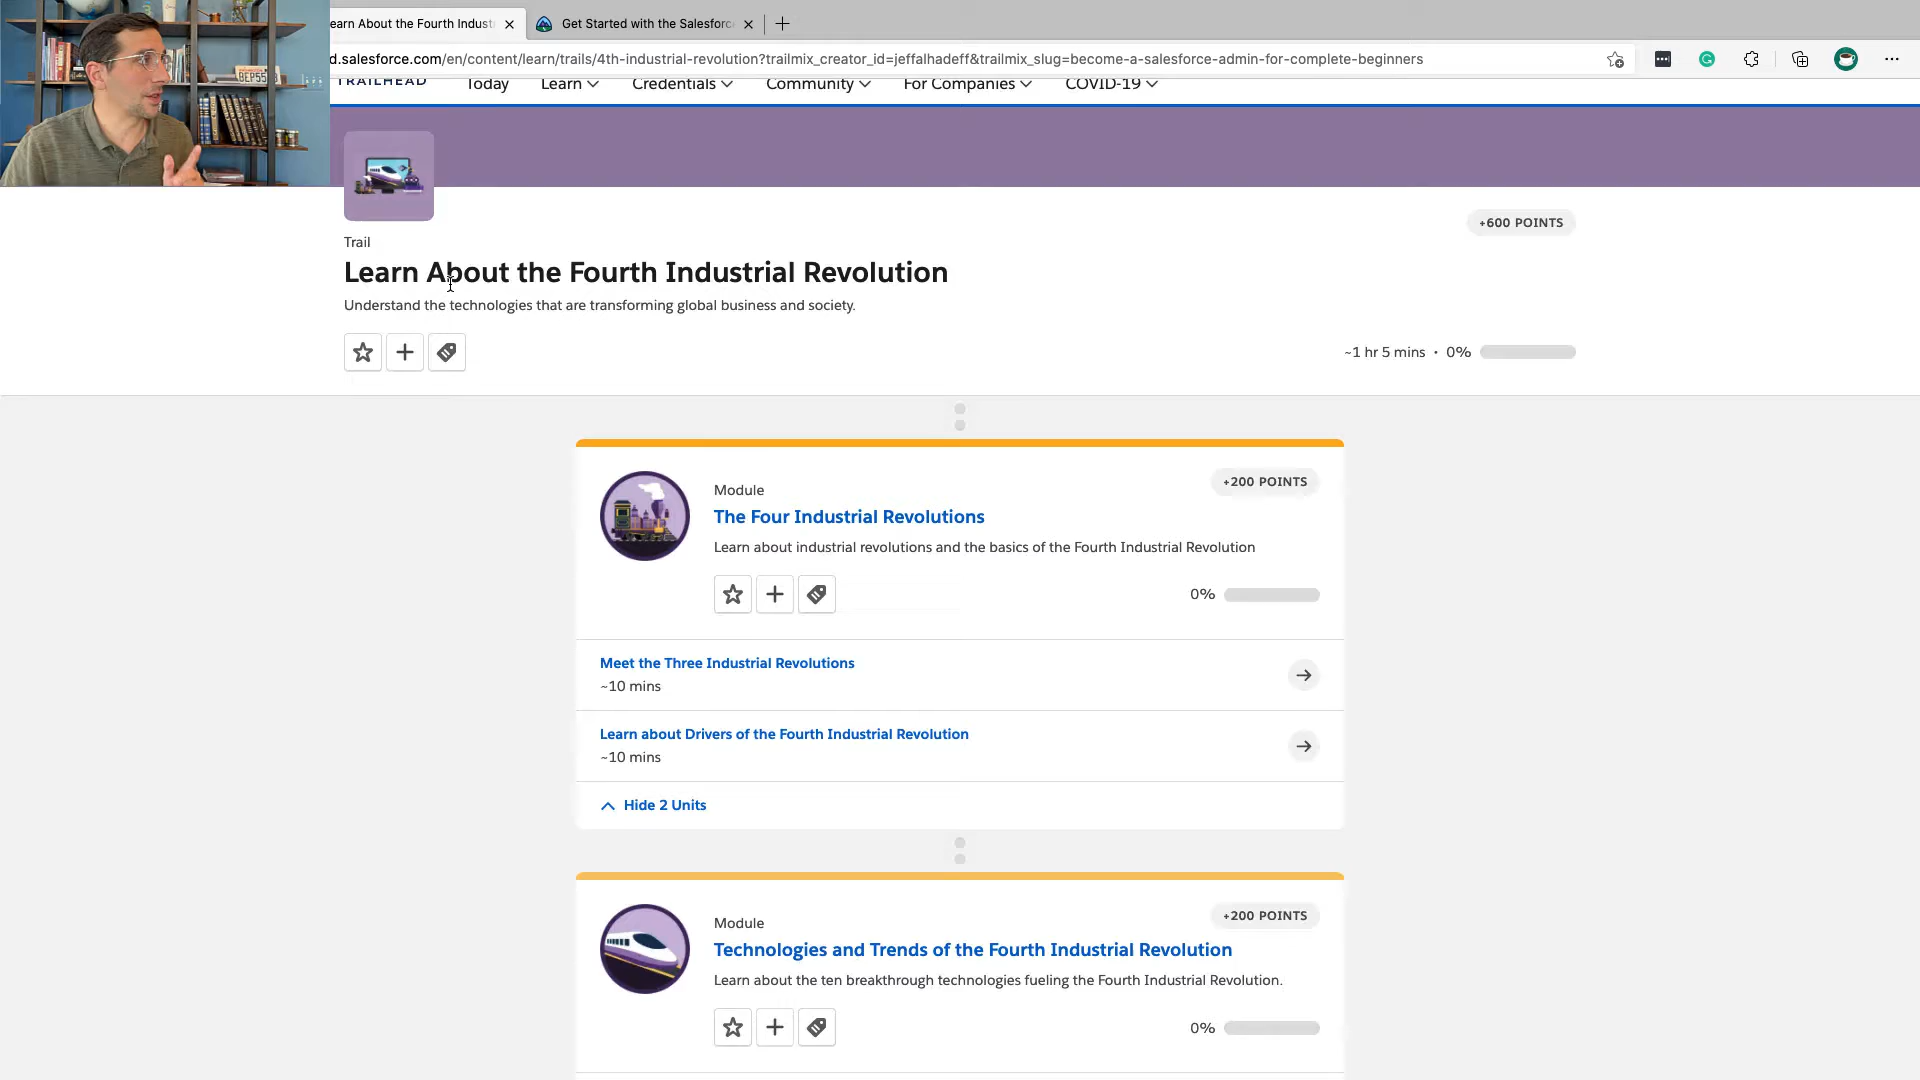 earn About the Fourth Indust
Get Started with the Salesforc
d.salesforce.com/en/content/learn/trails/4th-industrial-revolution?trailmix_creator_id=jeffalhadeff&trailmix_slug=become-a-salesforce-admin-for-complete-beginners
TRAILHEAD Today Learn Credentials Community For Companies COVID-19
+600 POINTS
Trail
Learn About the Fourth Industrial Revolution
Understand the technologies that are transforming global business and society.
~1 hr 5 mins • 0%
+200 POINTS
Module
The Four Industrial Revolutions
Learn about industrial revolutions and the basics of the Fourth Industrial Revolution
0%
Meet the Three Industrial Revolutions
~10 mins
Learn about Drivers of the Fourth Industrial Revolution
~10 mins
Hide 2 Units
+200 POINTS
Module
Technologies and Trends of the Fourth Industrial Revolution
Learn about the ten breakthrough technologies fueling the Fourth Industrial Revolution.
0%